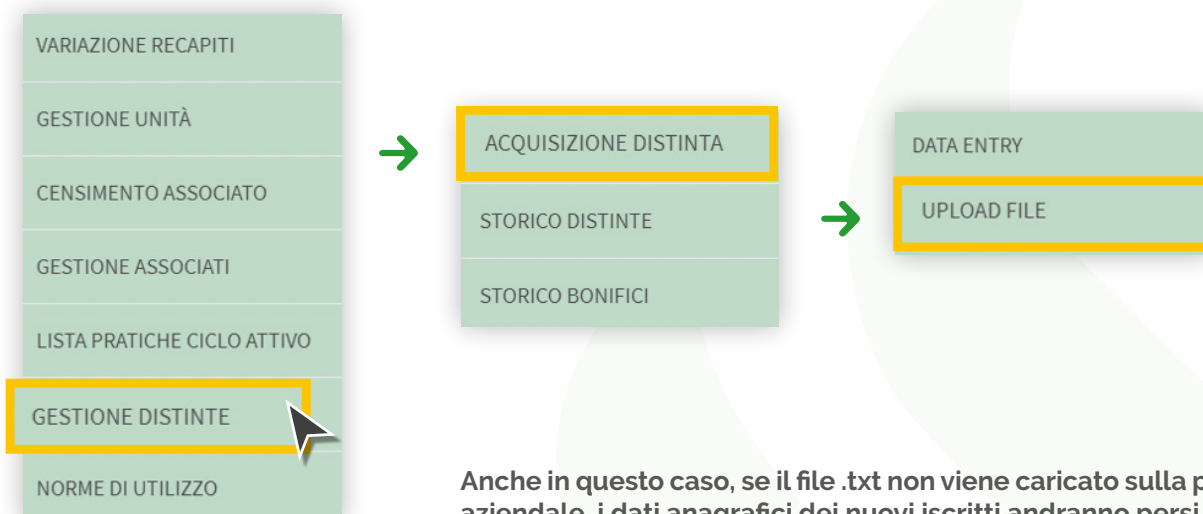 VARIAZIONE RECAPITI
GESTIONE UNITÀ
CENSIMENTO ASSOCIATO
GESTIONE ASSOCIATI
LISTA PRATICHE CICLO ATTIVO
GESTIONE DISTINTE
NORME DI UTILIZZO
ACQUISIZIONE DISTINTA
STORICO DISTINTE
STORICO BONIFICI
DATA ENTRY
UPLOAD FILE
Anche in questo caso, se il file .txt non viene caricato sulla
aziendale, i dati anagrafici dei nuovi iscritti andranno persi